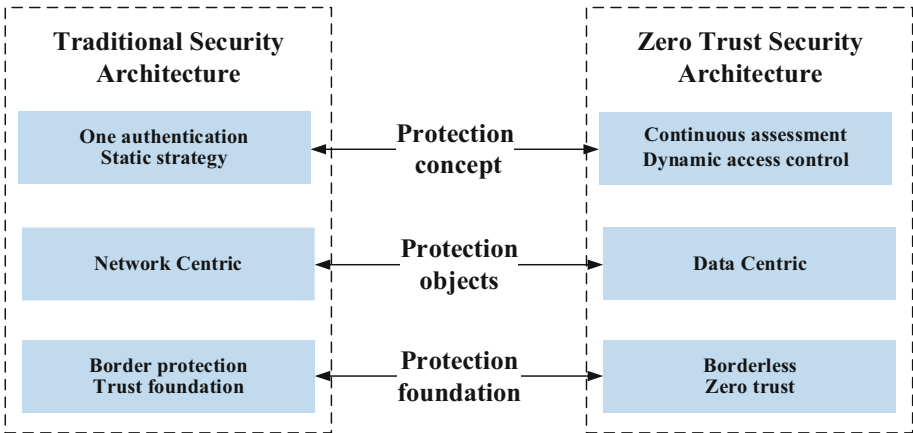 Traditional Security
Architecture
Zero Trust Security
Architecture
One authentication
Static strategy
Protection
concept
Continuous assessment
Dynamic access control
Network Centric
Protection
objects
Data Centric
Border protection
Trust foundation
Protection
foundation
Borderless
Zero trust